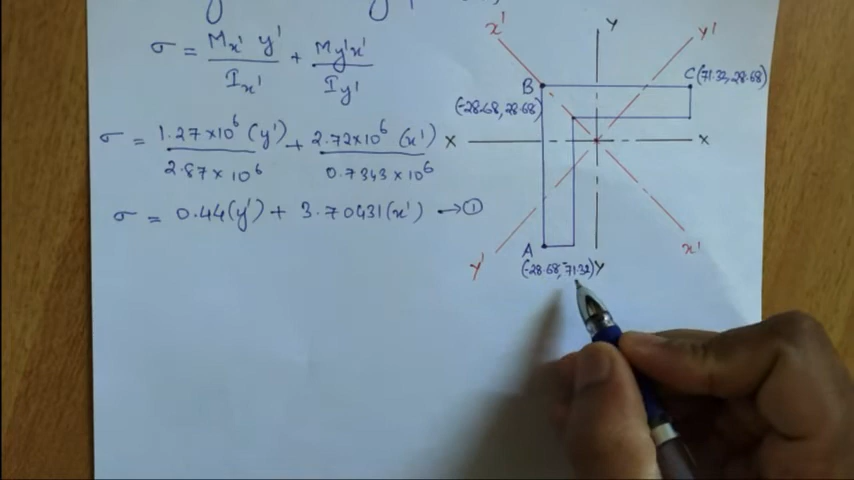 σ = Mx' y' / Ix' + My' x' / Iy'
σ = 1.27×10⁶ (y') / 2.87×10⁶ + 2.72×10⁶ (x') / 0.7343×10⁶
σ = 0.44(y') + 3.70431(x') → ①
x' Y y'
B C (71.32, 28.68)
(-28.68, 28.68)
X X
A
y' x'
(-28.68, -71.32) Y